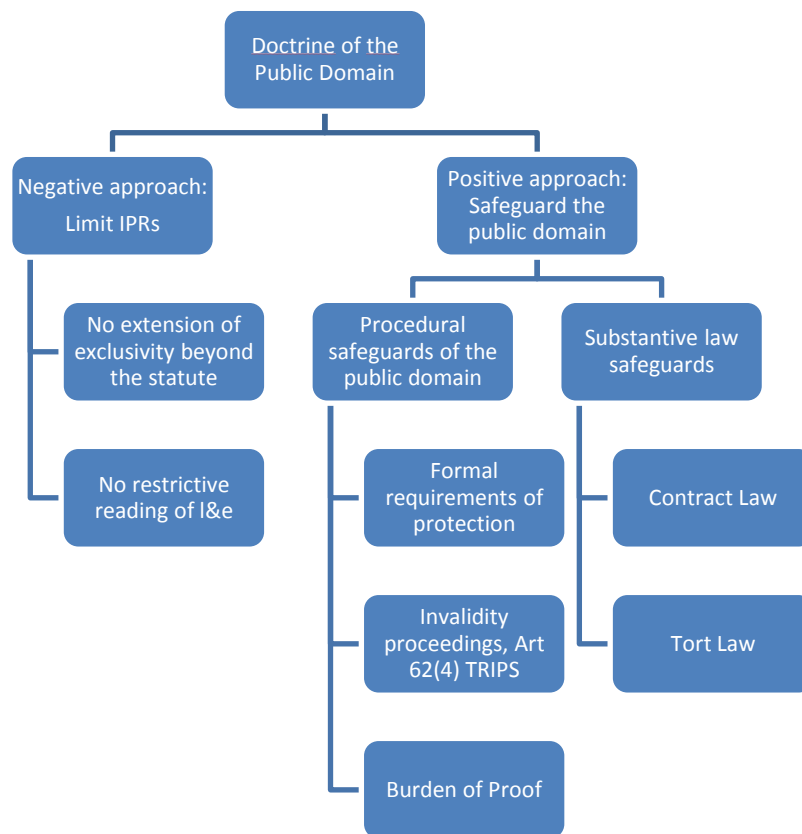 Doctrine of the
Public Domain
Negative approach:
Limit IPRs
Positive approach:
Safeguard the
public domain
No extension of
exclusivity beyond
the statute
No restrictive
reading of l&e
Procedural
safeguards of the
public domain
Substantive law
safeguards
Formal
requirements of
protection
Invalidity
proceedings, Art
62(4) TRIPS
Burden of Proof
Contract Law
Tort Law